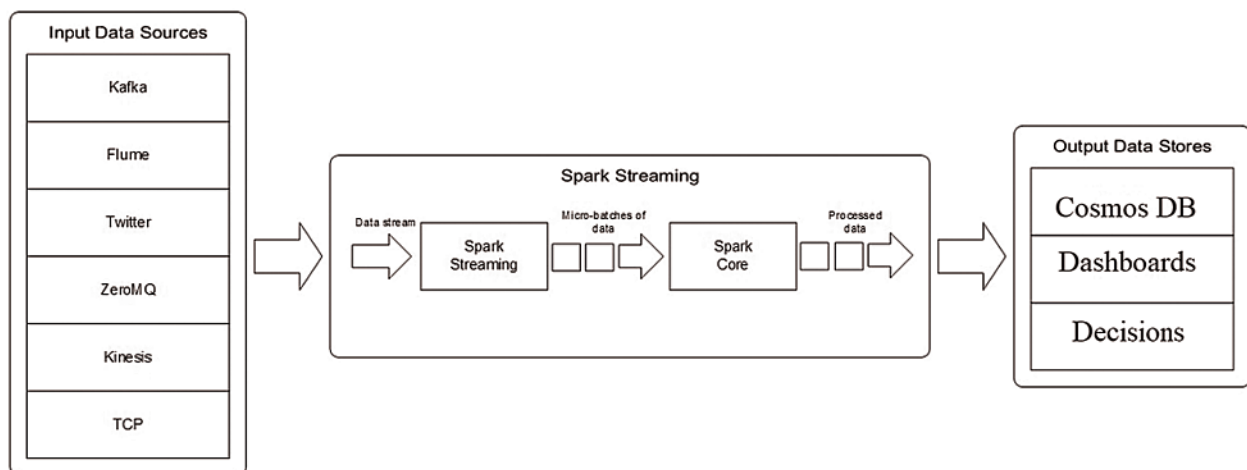 Input Data Sources
Kafka
Flume
Twitter
ZeroMQ
Kinesis
TCP
Spark Streaming
Data stream
Spark
Streaming
Micro-batches of
data
Spark
Core
Processed
data
Output Data Stores
Cosmos DB
Dashboards
Decisions